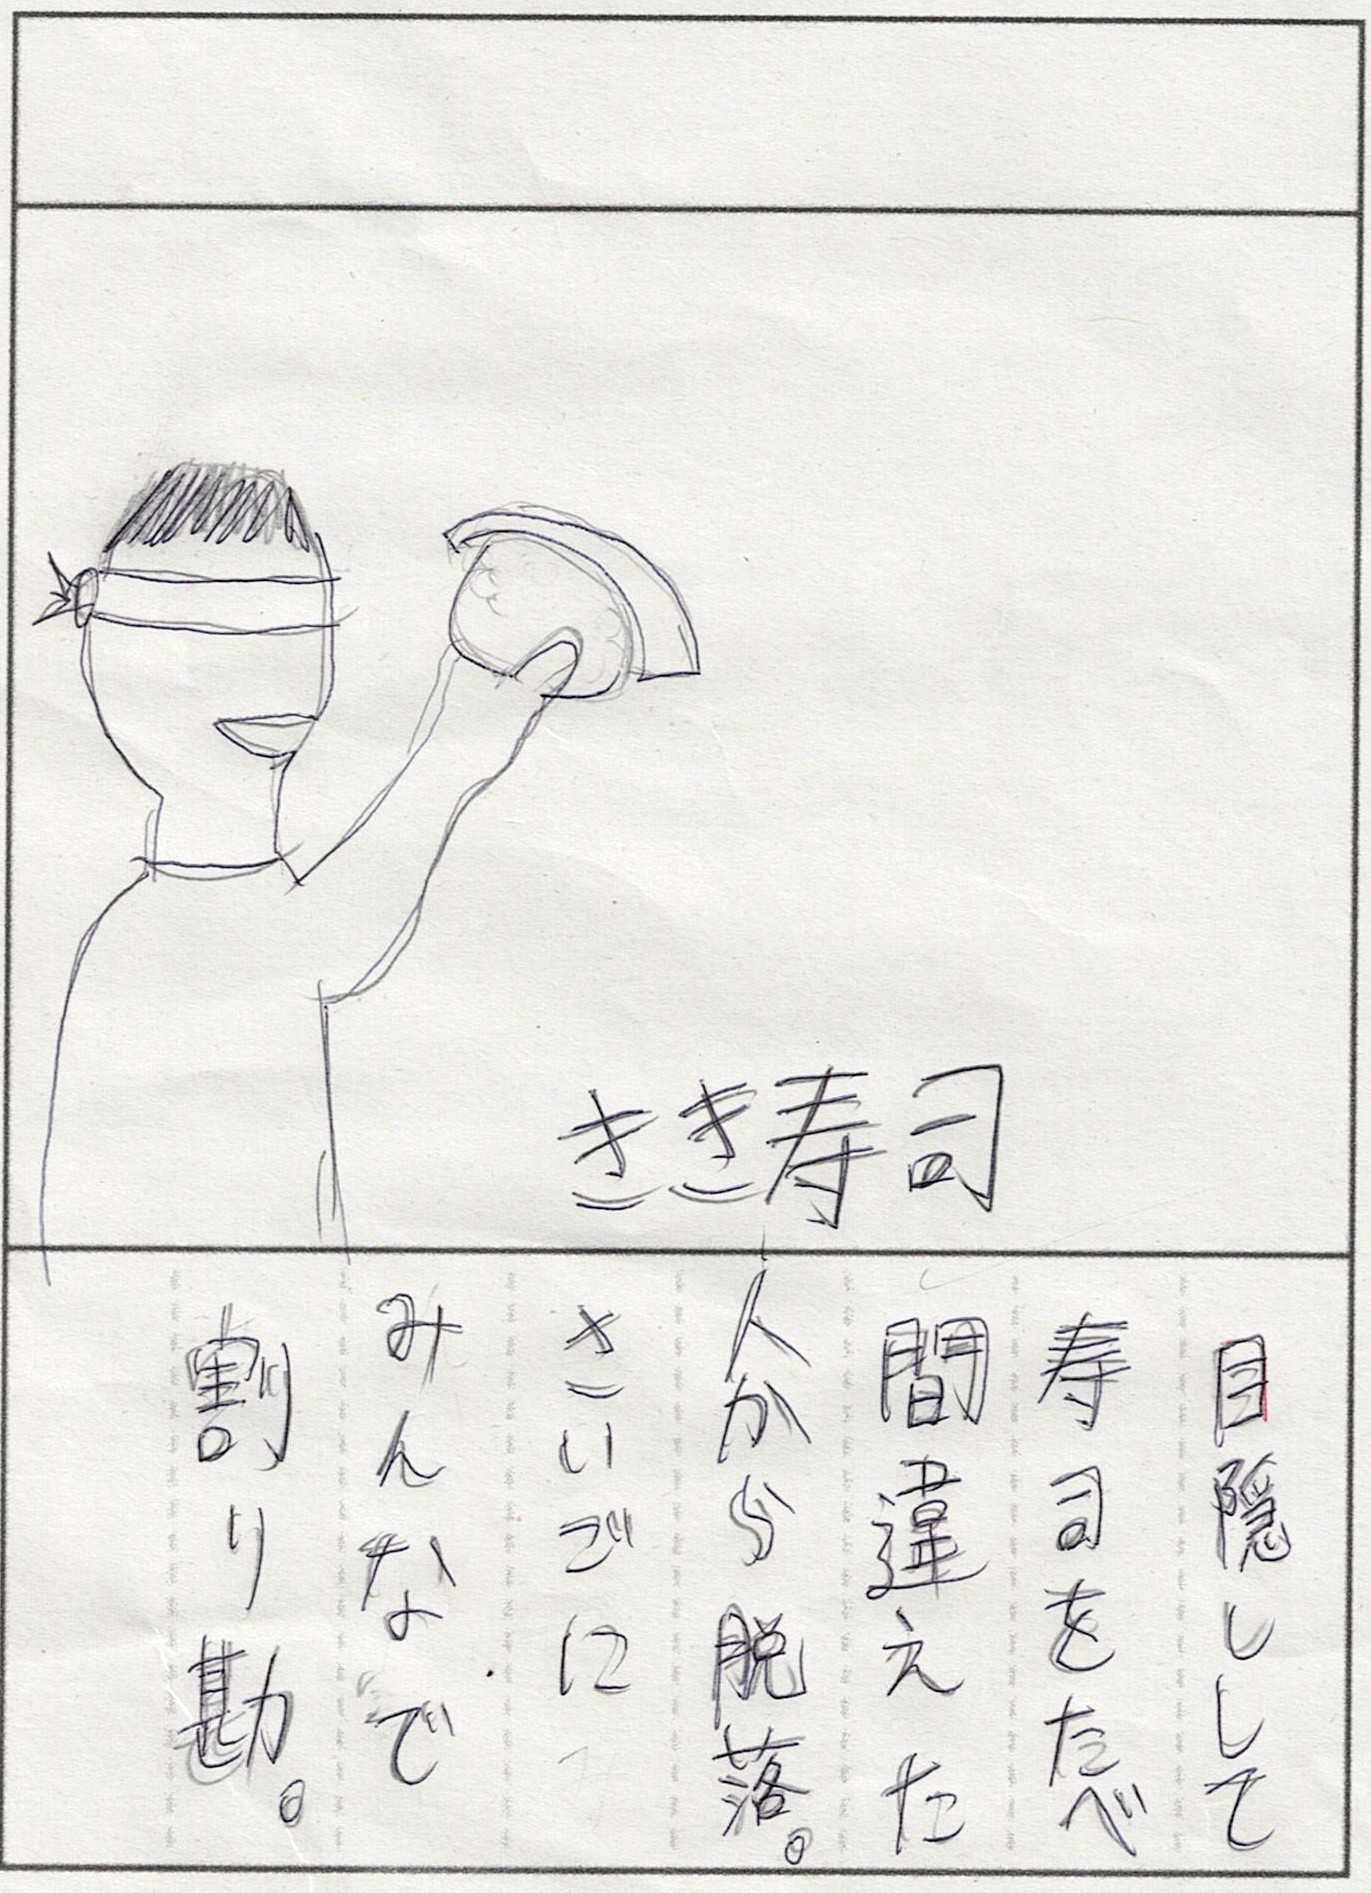 きき寿司
目隠しして
寿司をたべ
間違えた
人から脱落。
さいごに
みんなで
割り勘。